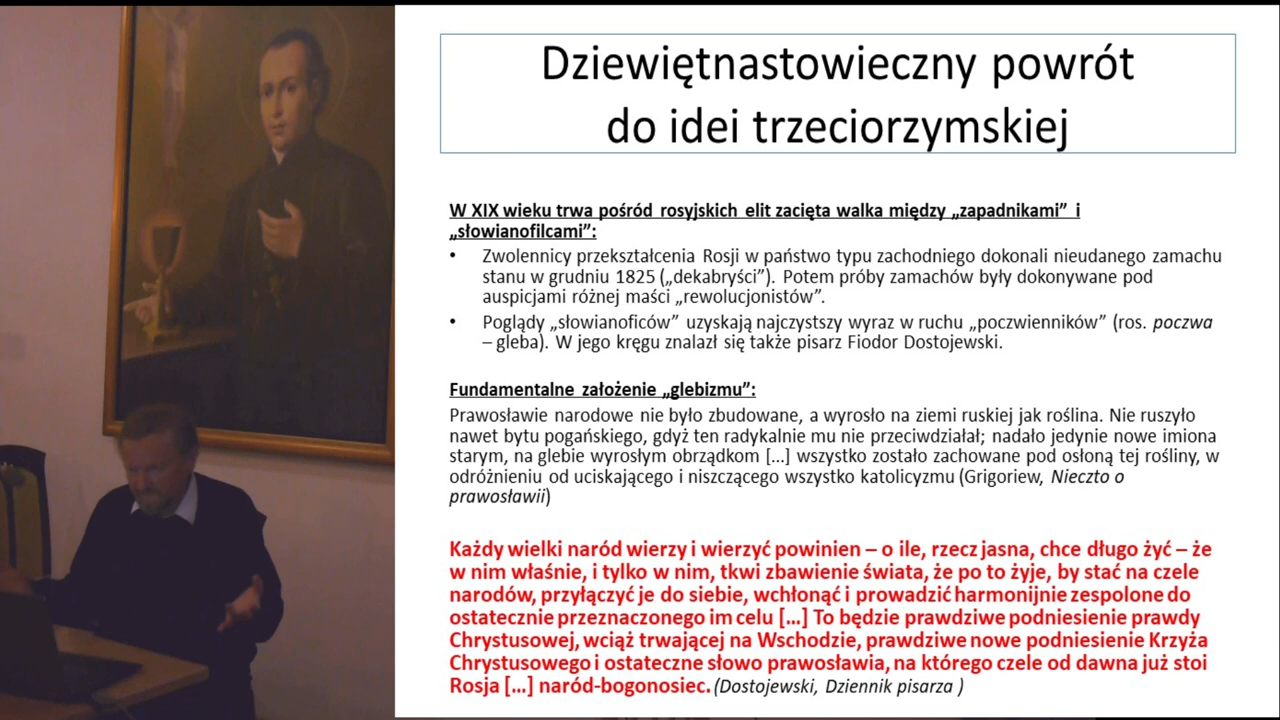 Dziewiętnastowieczny powrót
do idei trzeciorzymskiej
W XIX wieku trwa pośród rosyjskich elit zacięta walka między „zapadnikami” i
„słowianofilcami”:
• Zwolennicy przekształcenia Rosji w państwo typu zachodniego dokonali nieudanego zamachu
stanu w grudniu 1825 („dekabryści”). Potem próby zamachów były dokonywane pod
auspicjami różnej maści „rewolucjonistów”.
• Poglądy „słowianoficów” uzyskają najczystszy wyraz w ruchu „poczwienników” (ros. poczwa
– gleba). W jego kręgu znalazł się także pisarz Fiodor Dostojewski.
Fundamentalne założenie „glebizmu”:
Prawosławie narodowe nie było zbudowane, a wyrosło na ziemi ruskiej jak roślina. Nie ruszyło
nawet bytu pogańskiego, gdyż ten radykalnie mu nie przeciwdziałał; nadało jedynie nowe imiona
starym, na glebie wyrosłym obrządkom [...] wszystko zostało zachowane pod osłoną tej rośliny, w
odróżnieniu od uciskającego i niszczącego wszystko katolicyzmu (Grigoriew, Nieczto o
prawosławii)
Każdy wielki naród wierzy i wierzyć powinien – o ile, rzecz jasna, chce długo żyć – że
w nim właśnie, i tylko w nim, tkwi zbawienie świata, że po to żyje, by stać na czele
narodów, przyłączyć je do siebie, wchłonąć i prowadzić harmonijnie zespolone do
ostatecznie przeznaczonego im celu [...] To będzie prawdziwe podniesienie prawdy
Chrystusowej, wciąż trwającej na Wschodzie, prawdziwe nowe podniesienie Krzyża
Chrystusowego i ostateczne słowo prawosławia, na którego czele od dawna już stoi
Rosja [...] naród-bogonosiec. (Dostojewski, Dziennik pisarza )